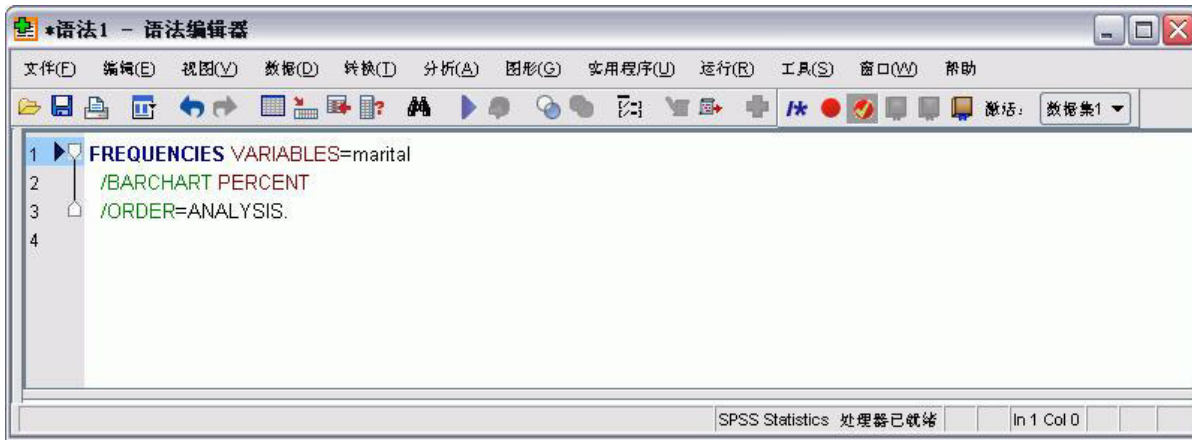 *语法1 - 语法编辑器
文件(F) 编辑(E) 视图(V) 数据(D) 转换(T) 分析(A) 图形(G) 实用程序(U) 运行(R) 工具(S) 窗口(W) 帮助
激活: 数据集1
1 FREQUENCIES VARIABLES=marital
2 /BARCHART PERCENT
3 /ORDER=ANALYSIS.
4
SPSS Statistics 处理器已就绪 In 1 Col 0